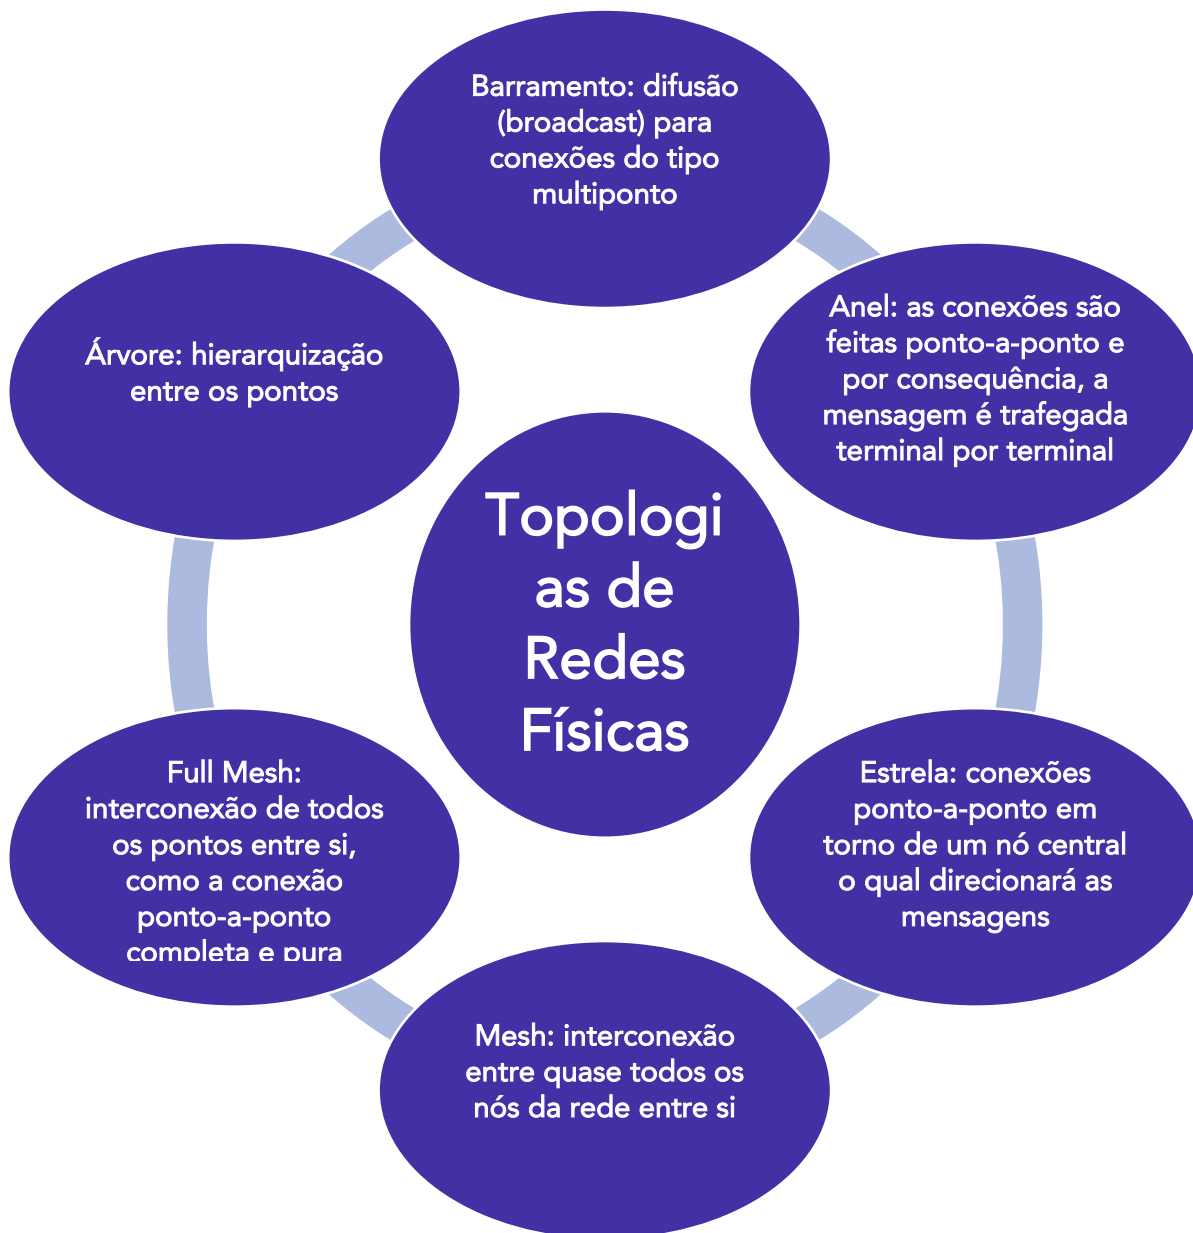 Barramento: difusão
(broadcast) para
conexões do tipo
multiponto
Anel: as conexões são
feitas ponto-a-ponto e
por consequência, a
mensagem é trafegada
terminal por terminal
Estrela: conexões
ponto-a-ponto em
torno de um nó central
o qual direcionará as
mensagens
Mesh: interconexão
entre quase todos os
nós da rede entre si
Full Mesh:
interconexão de todos
os pontos entre si,
como a conexão
ponto-a-ponto
completa e pura
Árvore: hierarquização
entre os pontos
Topologi
as de
Redes
Físicas